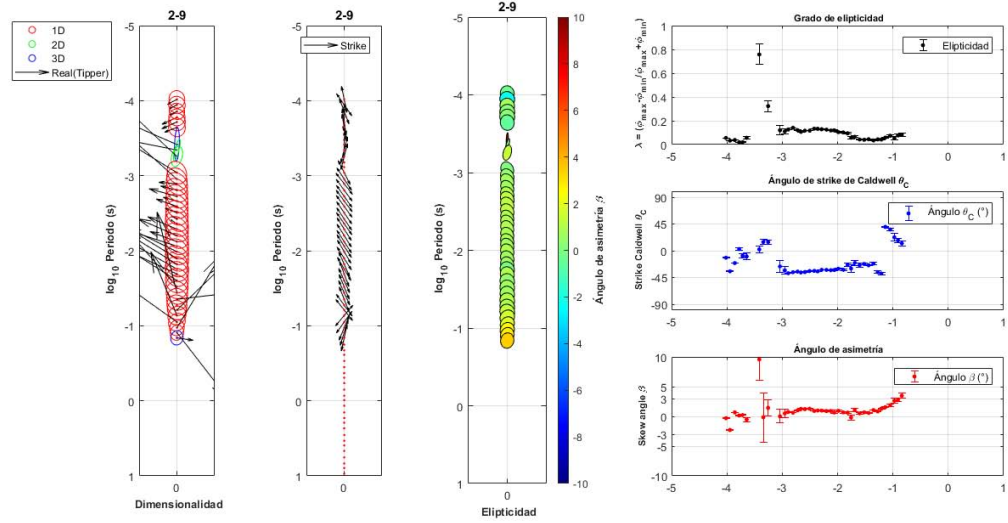 2-9
1D
2D
3D
Real(Tipper)
-5
-4
-3
-2
-1
0
1
log10 Periodo (s)
0
Dimensionalidad
2-9
Strike
-5
-4
-3
-2
-1
0
1
log10 Periodo (s)
0
2-9
-5
-4
-3
-2
-1
0
-5
log10 Periodo (s)
0
Elipticidad
10
8
6
4
2
0
-2
-4
-6
-8
-10
Ángulo de asimetría β
Grado de elipticidad
Elipticidad
1
0.8
0.6
0.4
0.2
0
λ = (ϕmax-ϕmin/ϕmax+ϕmin)
-5 -4 -3 -2 -1 0 1
Ángulo de strike de Caldwell θC
Ángulo θC (°)
90
45
0
-45
-90
Strike Caldwell θC
-5 -4 -3 -2 -1 0 1
Ángulo de asimetría
Ángulo β (°)
10
5
3
0
-3
-5
-10
Skew angle β
-5 -4 -3 -2 -1 0 1